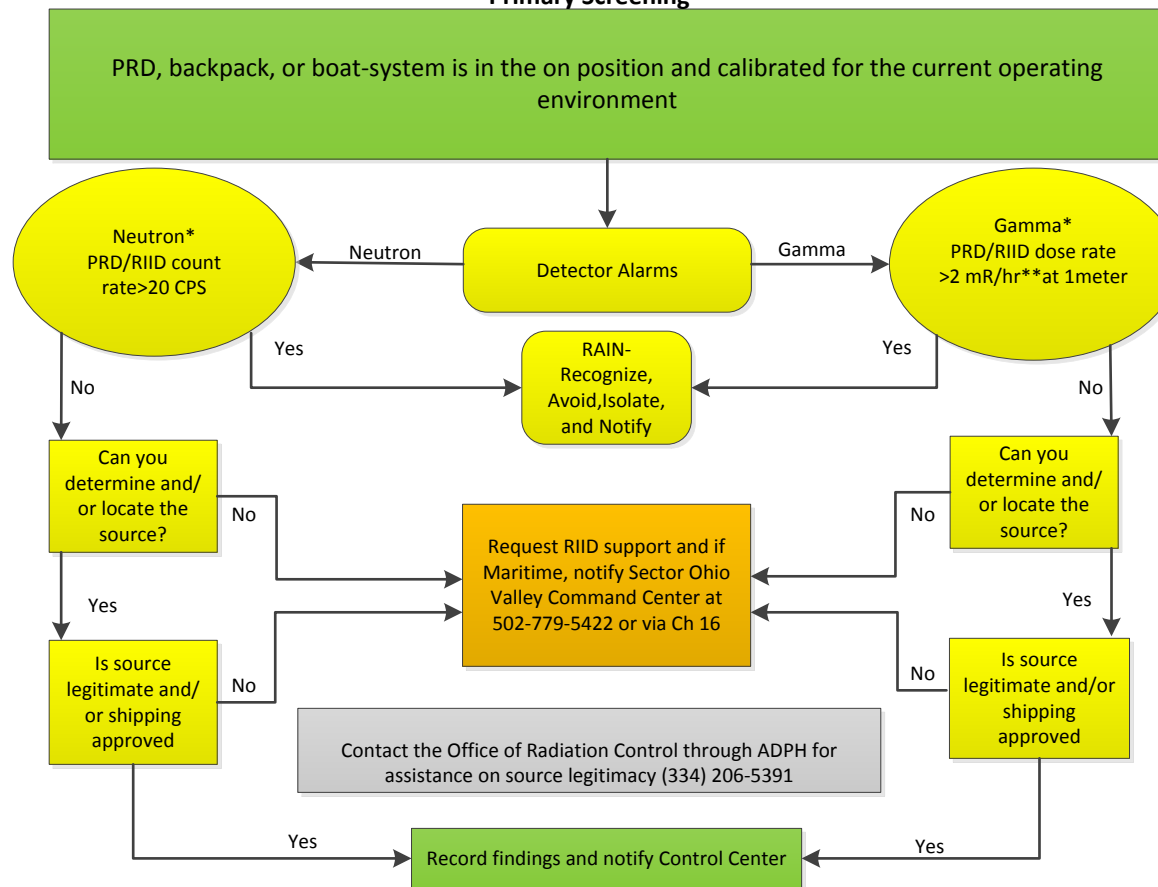 Primary Screening
PRD, backpack, or boat-system is in the on position and calibrated for the current operating
environment
Neutron*
PRD/RIID count
rate>20 CPS
Neutron
Detector Alarms
Gamma
Gamma*
PRD/RIID dose rate
>2 mR/hr**at 1meter
Yes
RAIN-
Recognize,
Avoid,Isolate,
and Notify
Yes
No
No
Can you
determine and/
or locate the
source?
No
Request RIID support and if
Maritime, notify Sector Ohio
Valley Command Center at
502-779-5422 or via Ch 16
No
Can you
determine and/
or locate the
source?
Yes
Yes
Is source
legitimate and/
or shipping
approved
No
No
Is source
legitimate and/or
shipping
approved
Contact the Office of Radiation Control through ADPH for
assistance on source legitimacy (334) 206-5391
Yes
Record findings and notify Control Center
Yes